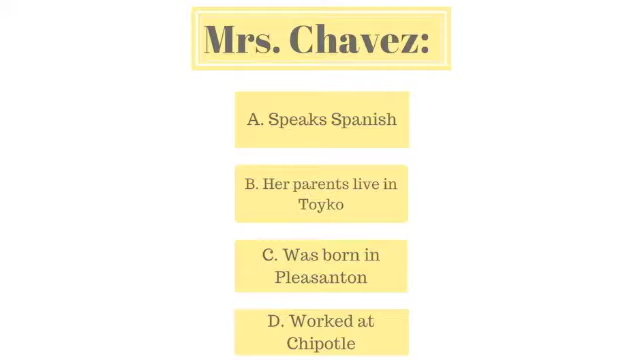 Mrs. Chavez:
A. Speaks Spanish
B. Her parents live in
Toyko
C. Was born in
Pleasanton
D. Worked at
Chipotle